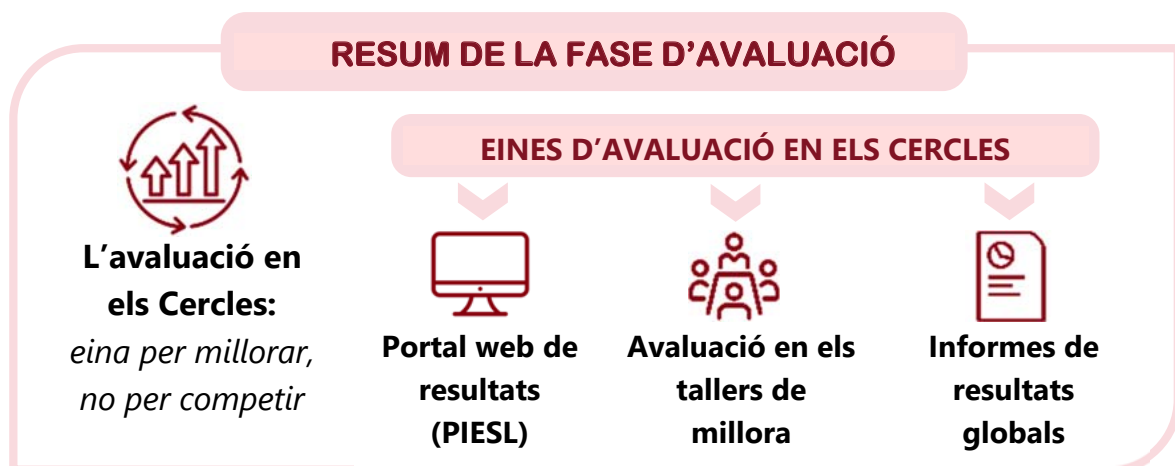 RESUM DE LA FASE D’AVALUACIÓ
EINES D’AVALUACIÓ EN ELS CERCLES
L’avaluació en
els Cercles:
eina per millorar,
no per competir
Portal web de
resultats
(PIESL)
Avaluació en els
tallers de
millora
Informes de
resultats
globals